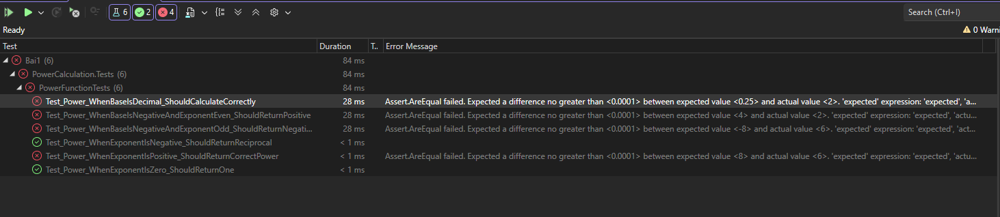 6 2 4
Search (Ctrl+I)
Ready 0 Warni
Test Duration T.. Error Message
Bai1 (6) 84 ms
PowerCalculation.Tests (6) 84 ms
PowerFunctionTests (6) 84 ms
Test_Power_WhenBaseIsDecimal_ShouldCalculateCorrectly 28 ms Assert.AreEqual failed. Expected a difference no greater than <0.0001> between expected value <0.25> and actual value <2>. 'expected' expression: 'expected', 'a...
Test_Power_WhenBaseIsNegativeAndExponentEven_ShouldReturnPositive 28 ms Assert.AreEqual failed. Expected a difference no greater than <0.0001> between expected value <4> and actual value <2>. 'expected' expression: 'expected', 'actu...
Test_Power_WhenBaseIsNegativeAndExponentOdd_ShouldReturnNegati... 28 ms Assert.AreEqual failed. Expected a difference no greater than <0.0001> between expected value <-8> and actual value <6>. 'expected' expression: 'expected', 'act...
Test_Power_WhenExponentIsNegative_ShouldReturnReciprocal < 1 ms
Test_Power_WhenExponentIsPositive_ShouldReturnCorrectPower < 1 ms Assert.AreEqual failed. Expected a difference no greater than <0.0001> between expected value <8> and actual value <6>. 'expected' expression: 'expected', 'actu...
Test_Power_WhenExponentIsZero_ShouldReturnOne < 1 ms